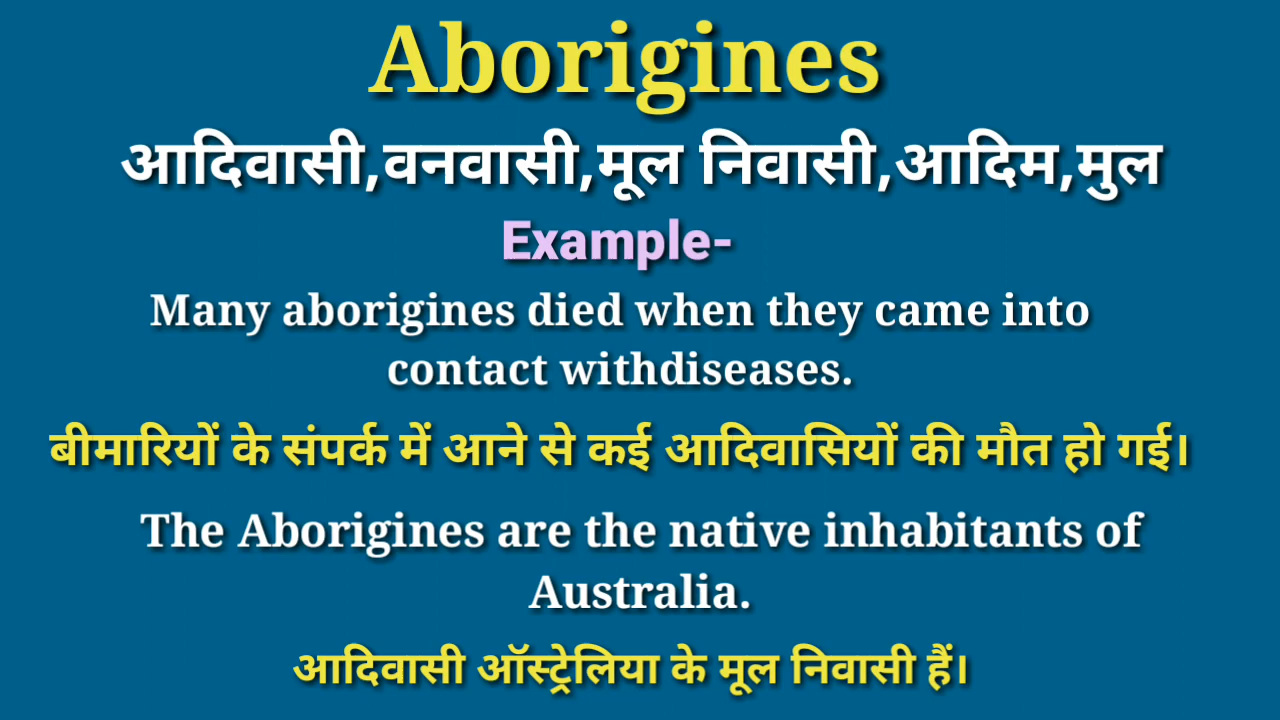 Aborigines
आदिवासी,वनवासी,मूल निवासी,आदिम,मुल
Example-
Many aborigines died when they came into
contact withdiseases.
बीमारियों के संपर्क में आने से कई आदिवासियों की मौत हो गई।
The Aborigines are the native inhabitants of
Australia.
आदिवासी ऑस्ट्रेलिया के मूल निवासी हैं।